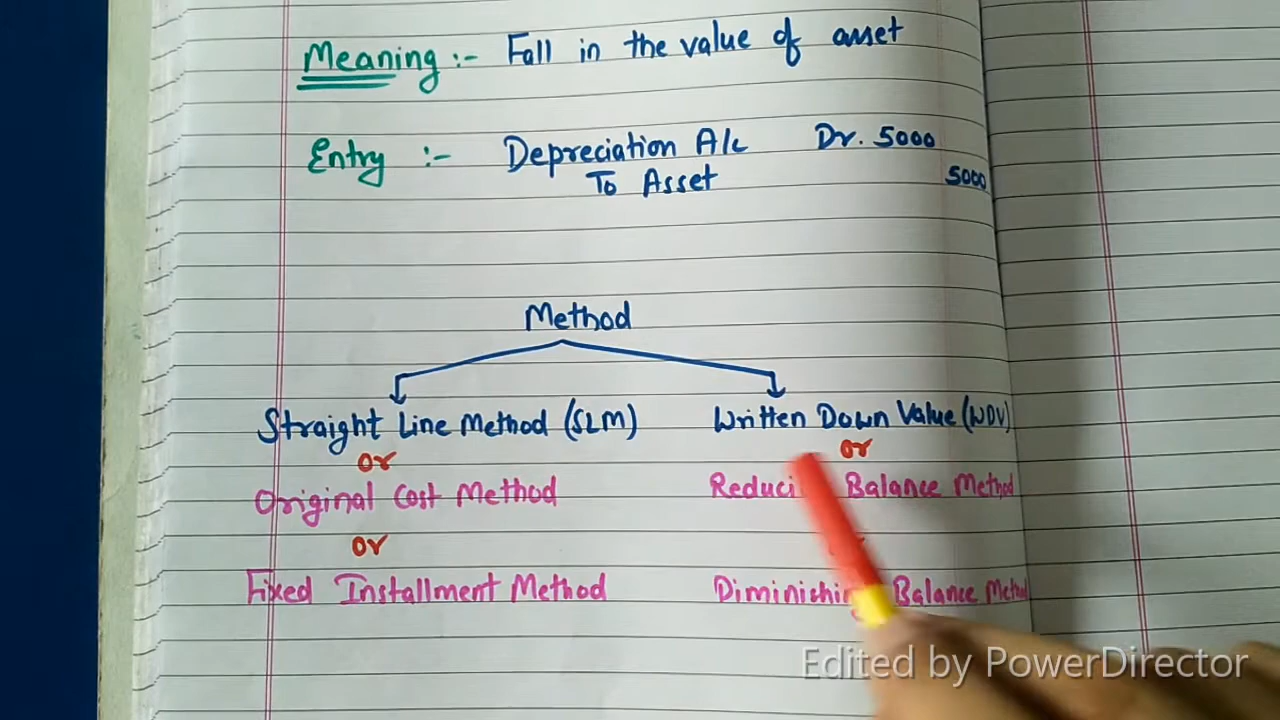 Meaning :- Fall in the value of asset
Entry :- Depreciation A/c Dr. 5000
To Asset 5000
Method
Straight Line Method (SLM) Written Down Value (WDV)
or or
Original Cost Method Balance Method
or
Fixed Installment Method Balance Method
Edited by PowerDirector